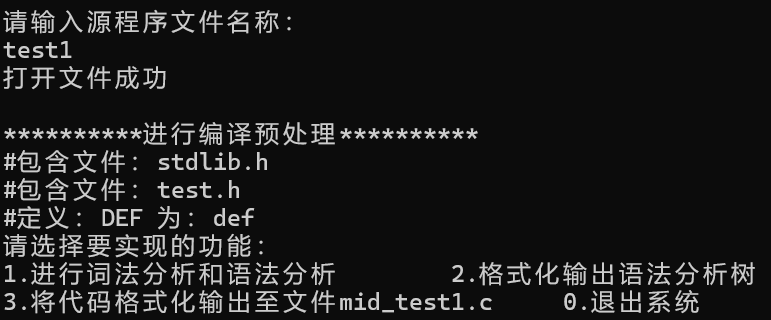 请输入源程序文件名称：
test1
打开文件成功
**********进行编译预处理**********
#包含文件：stdlib.h
#包含文件：test.h
#定义：DEF 为：def
请选择要实现的功能：
1.进行词法分析和语法分析 2.格式化输出语法分析树
3.将代码格式化输出至文件mid_test1.c 0.退出系统